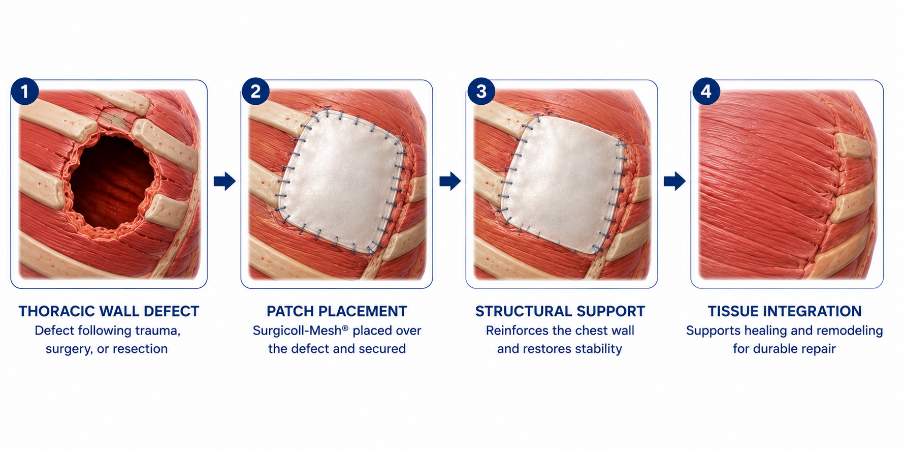 1
2
3
4
THORACIC WALL DEFECT
Defect following trauma,
surgery, or resection
PATCH PLACEMENT
Surgicoll-Mesh® placed over
the defect and secured
STRUCTURAL SUPPORT
Reinforces the chest wall
and restores stability
TISSUE INTEGRATION
Supports healing and remodeling
for durable repair